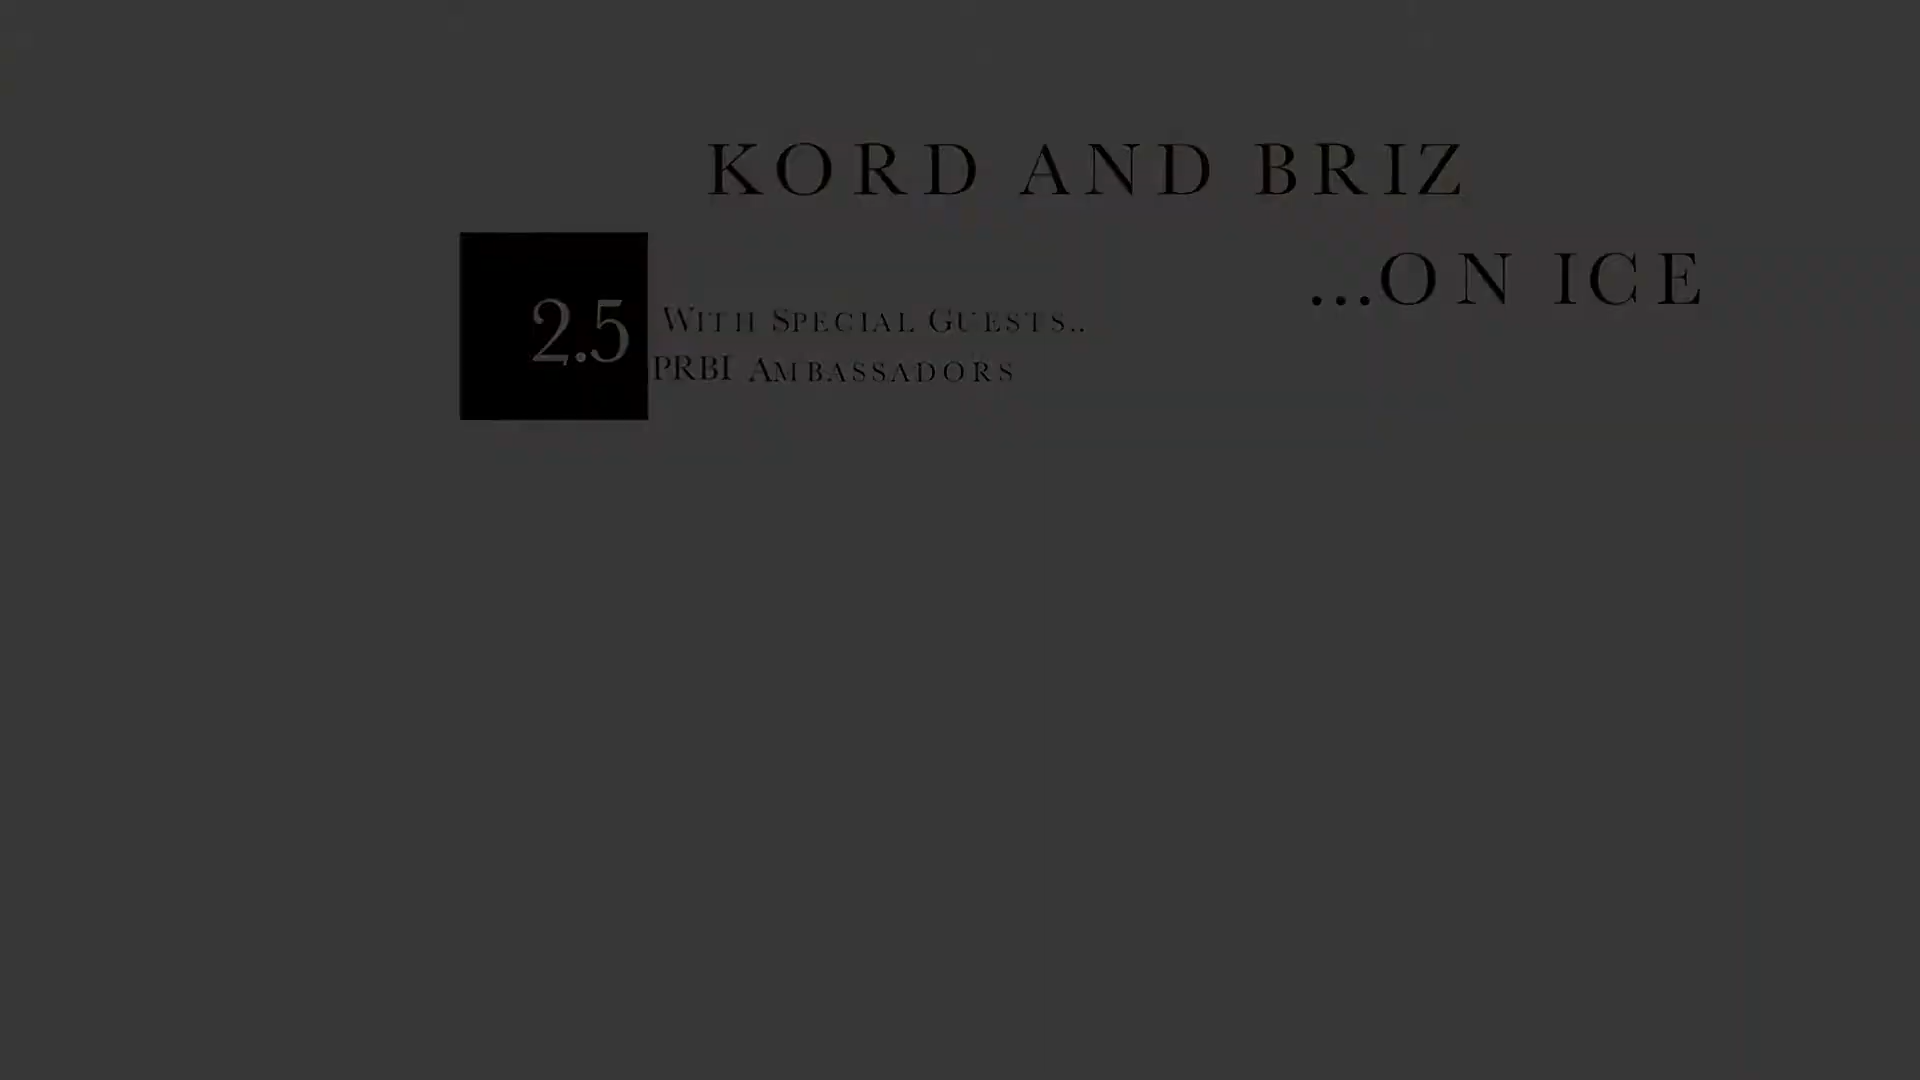 KORD AND BRIZ
...ON ICE
2.5
With Special Guests..
PRBI Ambassadors